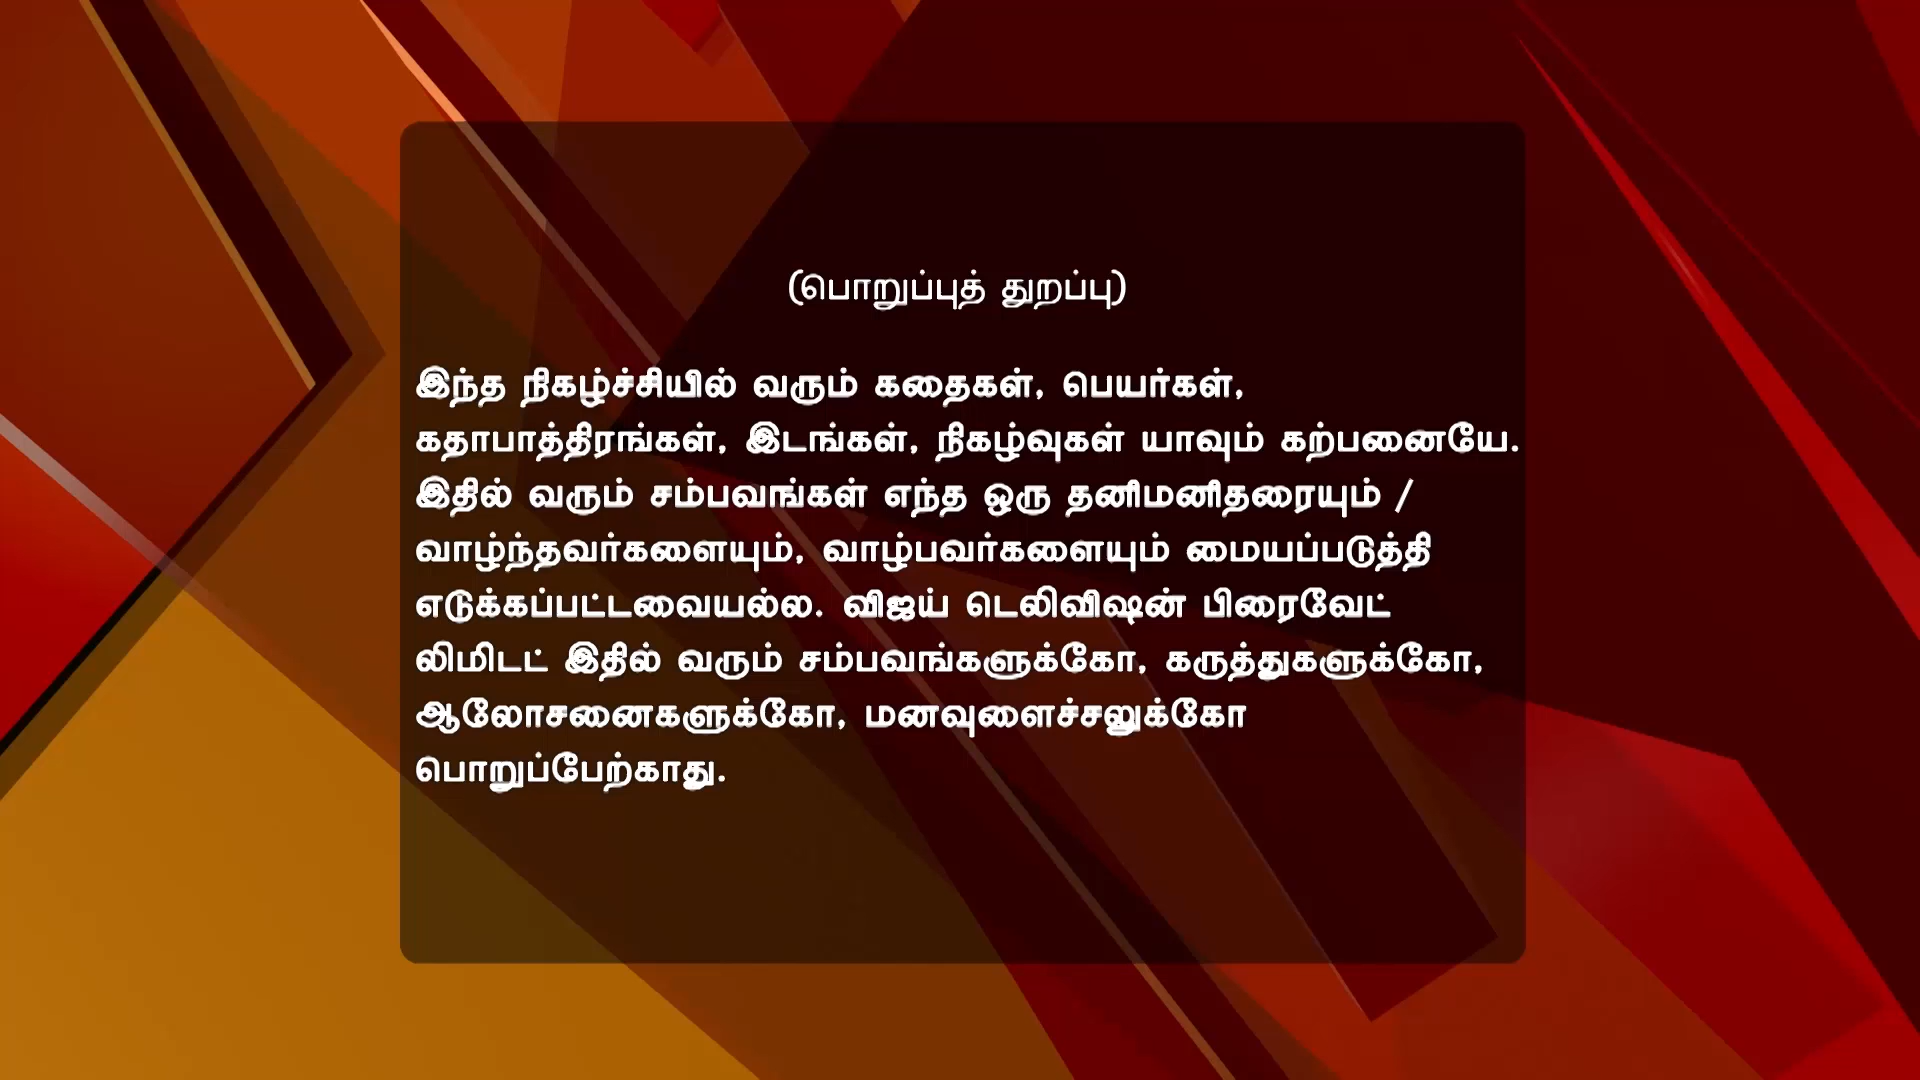 (பொறுப்புத் துறப்பு)
இந்த நிகழ்ச்சியில் வரும் கதைகள், பெயர்கள்,
கதாபாத்திரங்கள், இடங்கள், நிகழ்வுகள் யாவும் கற்பனையே.
இதில் வரும் சம்பவங்கள் எந்த ஒரு தனிமனிதரையும் /
வாழ்ந்தவர்களையும், வாழ்பவர்களையும் மையப்படுத்தி
எடுக்கப்பட்டவையல்ல. விஜய் டெலிவிஷன் பிரைவேட்
லிமிடட் இதில் வரும் சம்பவங்களுக்கோ, கருத்துகளுக்கோ,
ஆலோசனைகளுக்கோ, மனவுளைச்சலுக்கோ
பொறுப்பேற்காது.